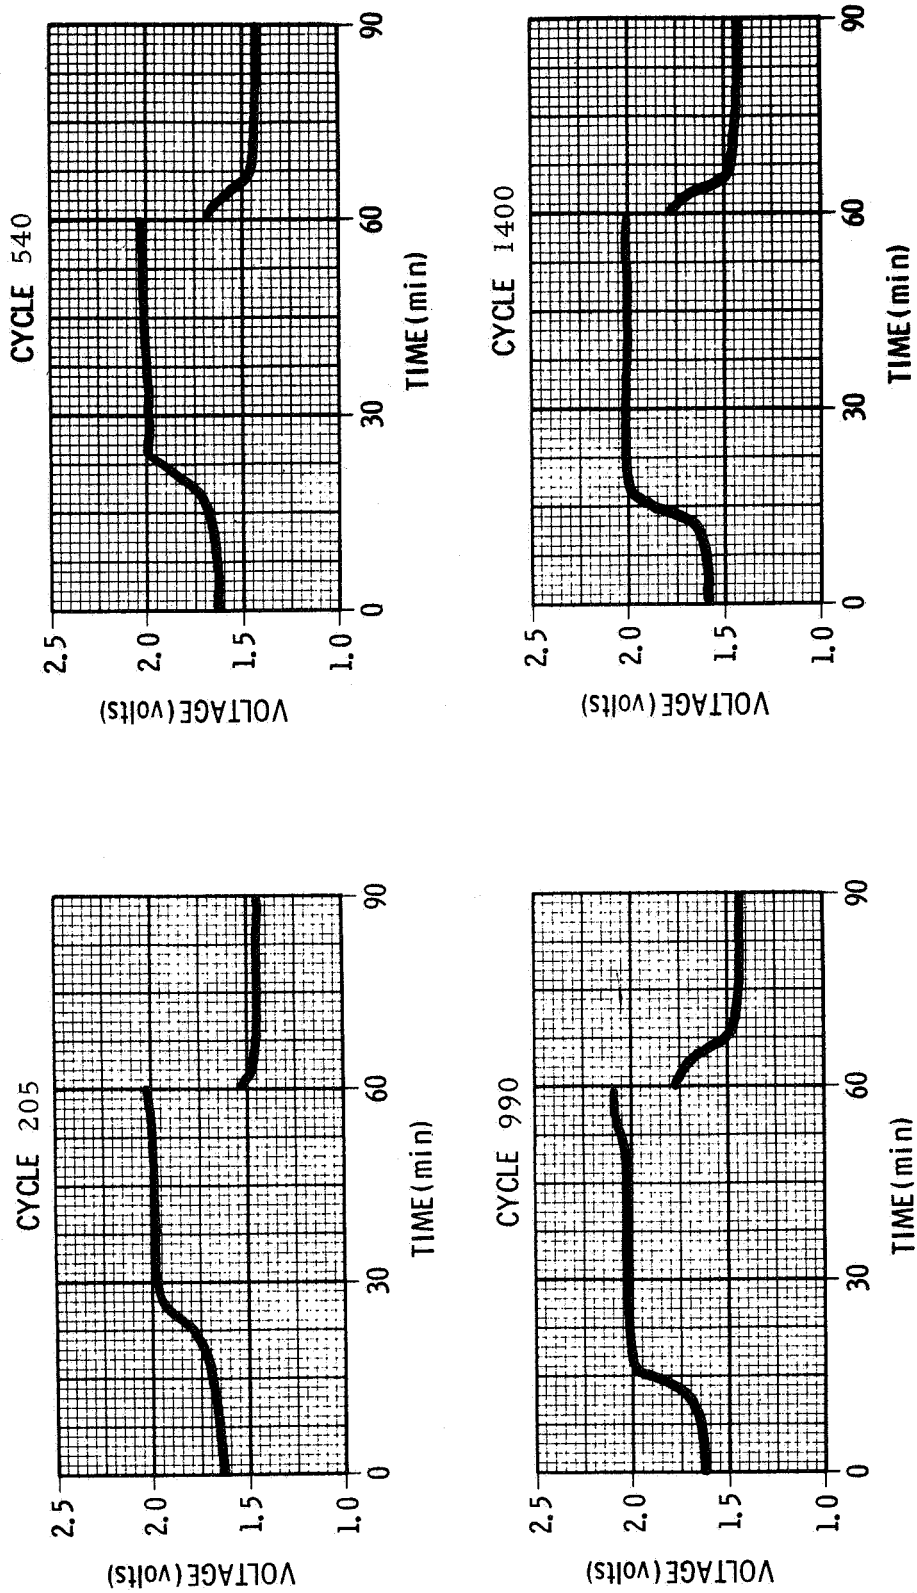 CYCLE 205
2.5
2.0
1.5
1.0
VOLTAGE (volts)
0
30
60
90
TIME (min)
CYCLE 540
2.5
2.0
1.5
1.0
VOLTAGE (volts)
0
30
60
90
TIME (min)
CYCLE 990
2.5
2.0
1.5
1.0
VOLTAGE (volts)
0
30
60
90
TIME (min)
CYCLE 1400
2.5
2.0
1.5
1.0
VOLTAGE (volts)
0
30
60
90
TIME (min)